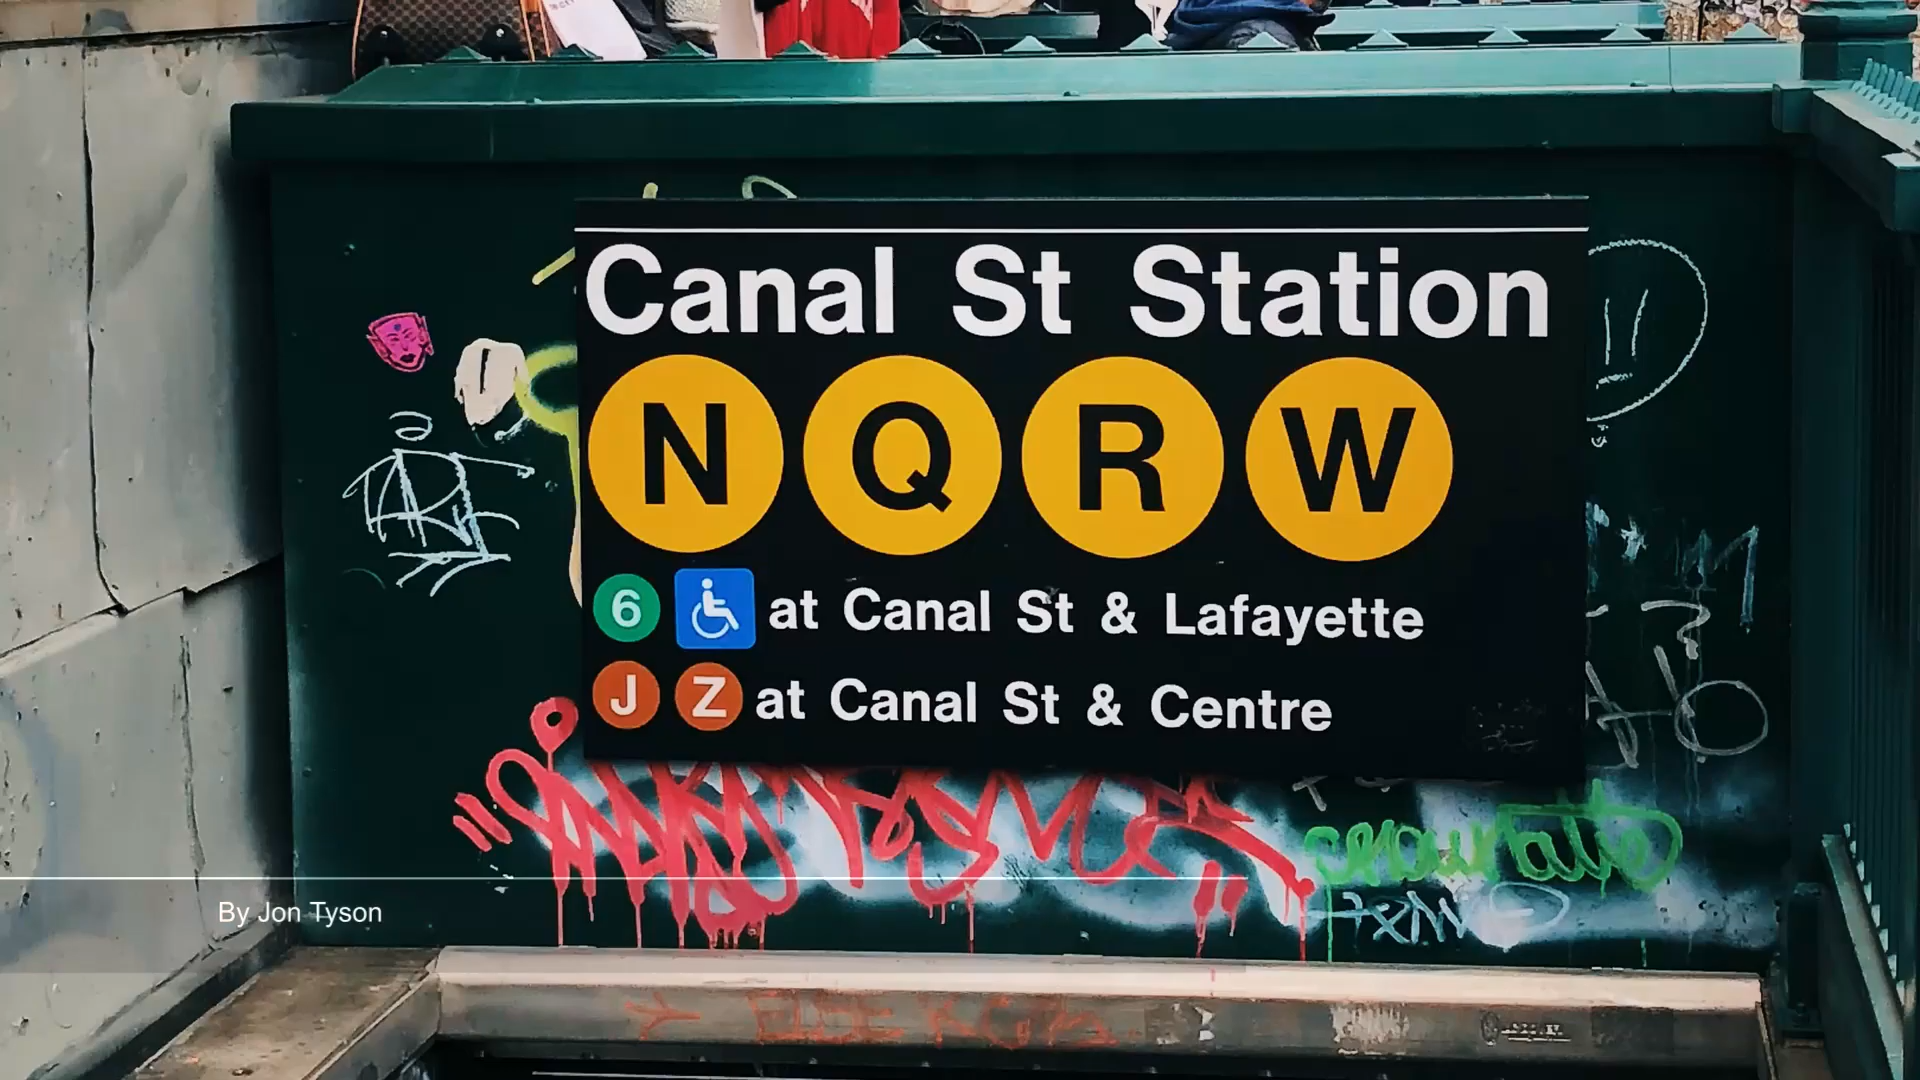 Canal St Station
N Q R W
6 at Canal St & Lafayette
J Z at Canal St & Centre
By Jon Tyson